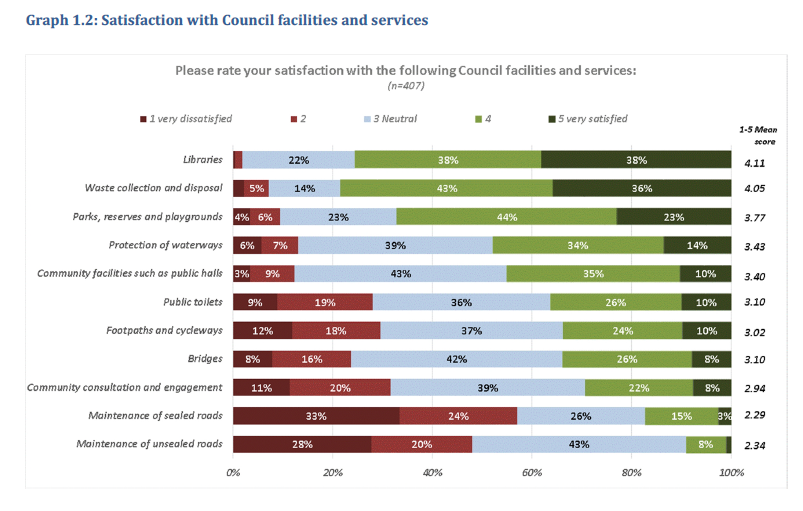 Graph 1.2: Satisfaction with Council facilities and services
Please rate your satisfaction with the following Council facilities and services:
(n=407)
1 very dissatisfied 2 3 Neutral 4 5 very satisfied
1-5 Mean
score
Libraries 22% 38% 38% 4.11
Waste collection and disposal 5% 14% 43% 36% 4.05
Parks, reserves and playgrounds 4% 6% 23% 44% 23% 3.77
Protection of waterways 6% 7% 39% 34% 14% 3.43
Community facilities such as public halls 3% 9% 43% 35% 10% 3.40
Public toilets 9% 19% 36% 26% 10% 3.10
Footpaths and cycleways 12% 18% 37% 24% 10% 3.02
Bridges 8% 16% 42% 26% 8% 3.10
Community consultation and engagement 11% 20% 39% 22% 8% 2.94
Maintenance of sealed roads 33% 24% 26% 15% 3% 2.29
Maintenance of unsealed roads 28% 20% 43% 8% 2.34
0% 20% 40% 60% 80% 100%